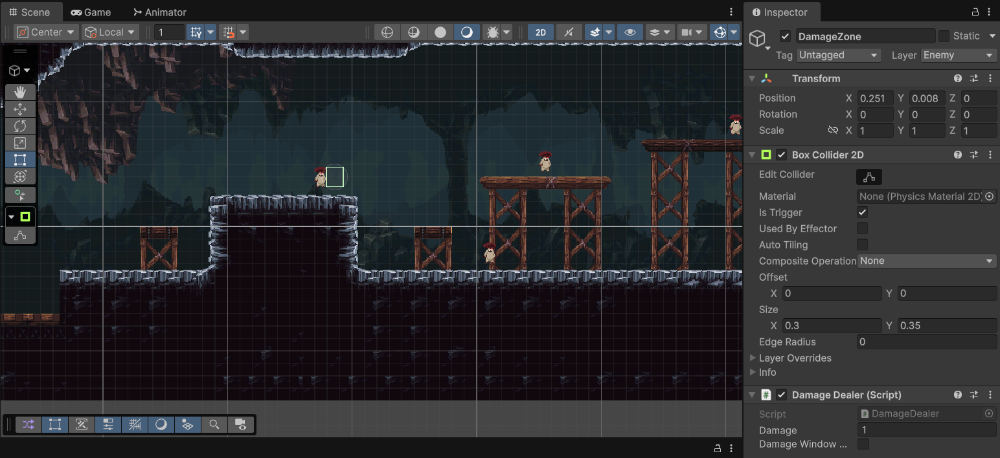 Scene Game Animator
Inspector
Center Local 1 2D
DamageZone Static
Tag Untagged Layer Enemy
Transform
Position X 0.251 Y 0.008 Z 0
Rotation X 0 Y 0 Z 0
Scale X 1 Y 1 Z 1
Box Collider 2D
Edit Collider
Material None (Physics Material 2D)
Is Trigger
Used By Effector
Auto Tiling
Composite Operation None
Offset
X 0 Y 0
Size
X 0.3 Y 0.35
Edge Radius 0
Layer Overrides
Info
# Damage Dealer (Script)
Script # DamageDealer
Damage 1
Damage Window ...